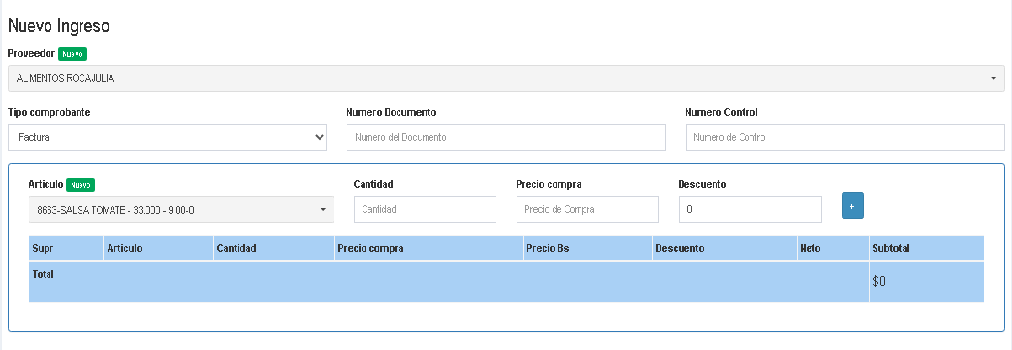 Nuevo Ingreso
Proveedor Nuevo
ALIMENTOS ROCAJULIA
Tipo comprobante Numero Documento Numero Control
Factura Numero del Documento Numero de Control
Articulo Nuevo Cantidad Precio compra Descuento
8663-SALSA TOMATE - 33.000 - 9.00-0 Cantidad Precio de Compra 0 +
Supr Articulo Cantidad Precio compra Precio Bs Descuento Neto Subtotal
Total $0